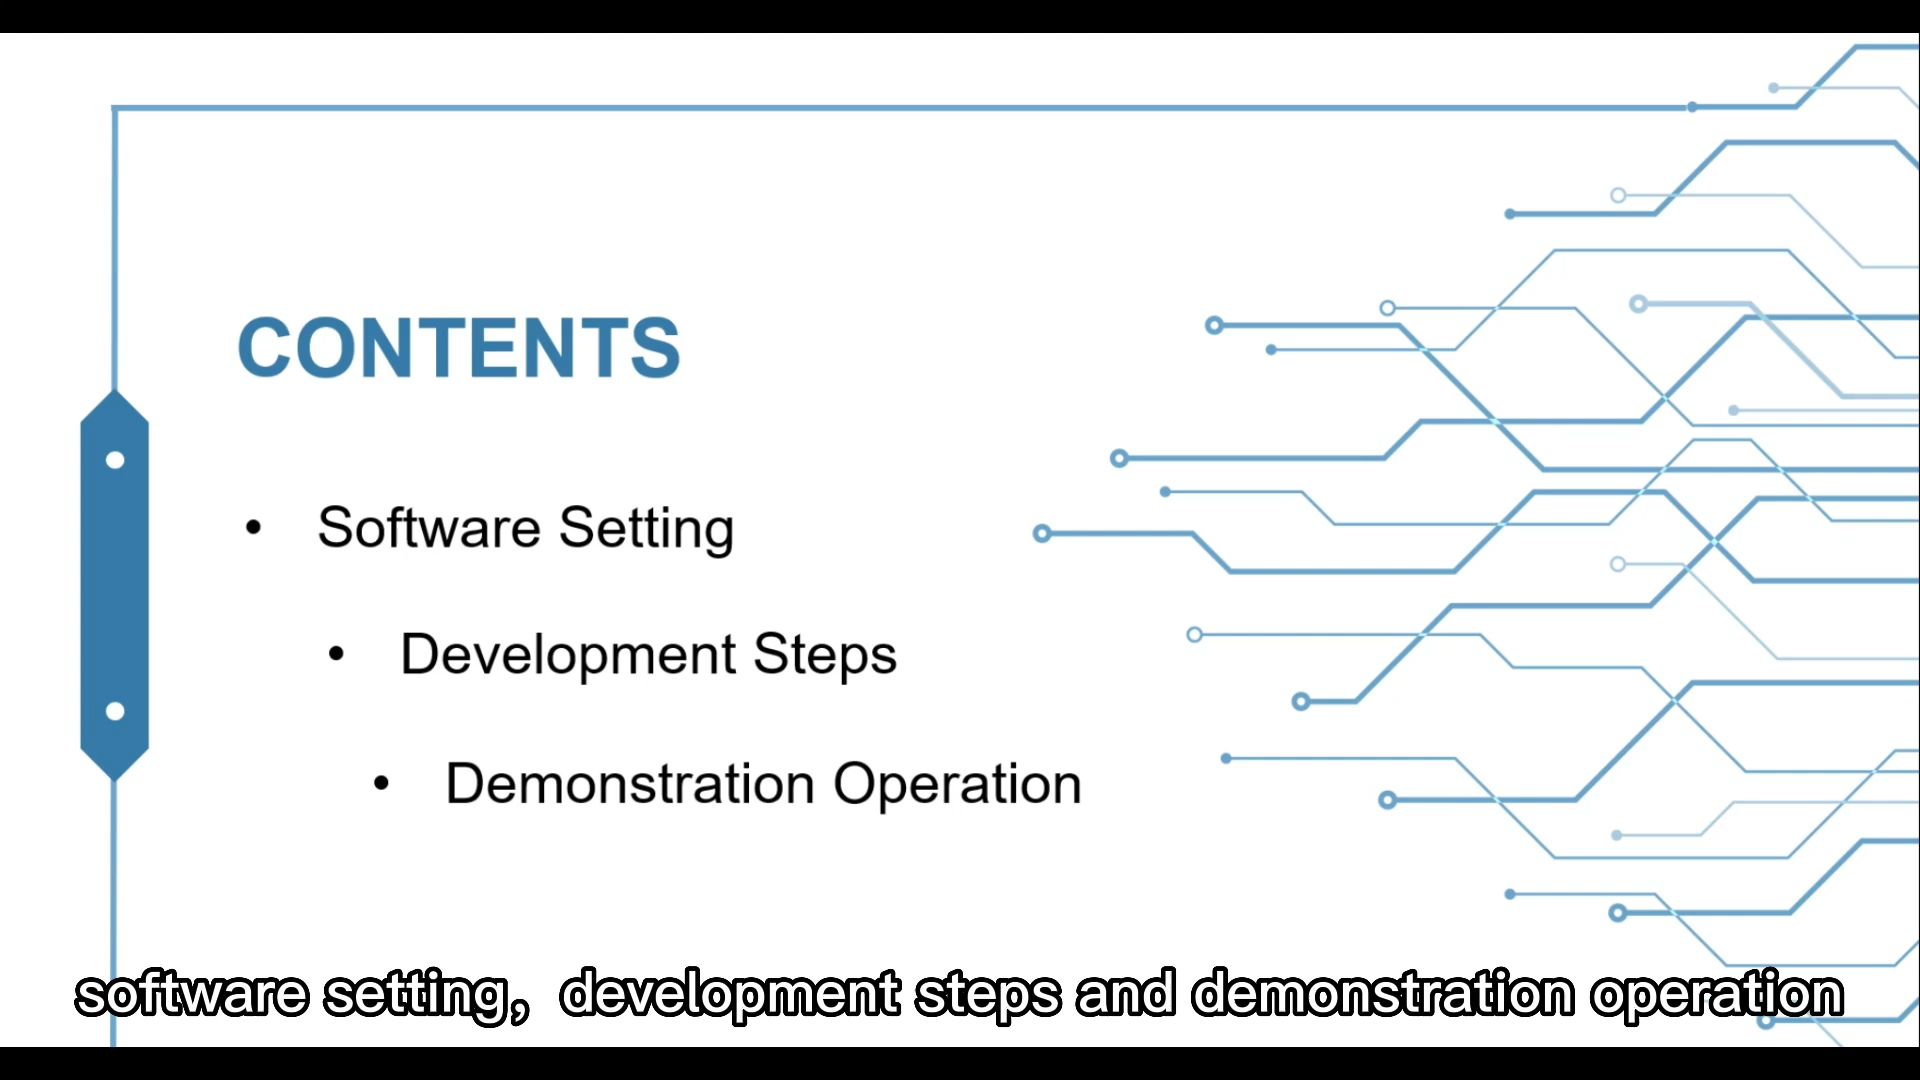 CONTENTS
• Software Setting
• Development Steps
• Demonstration Operation
software setting，development steps and demonstration operation